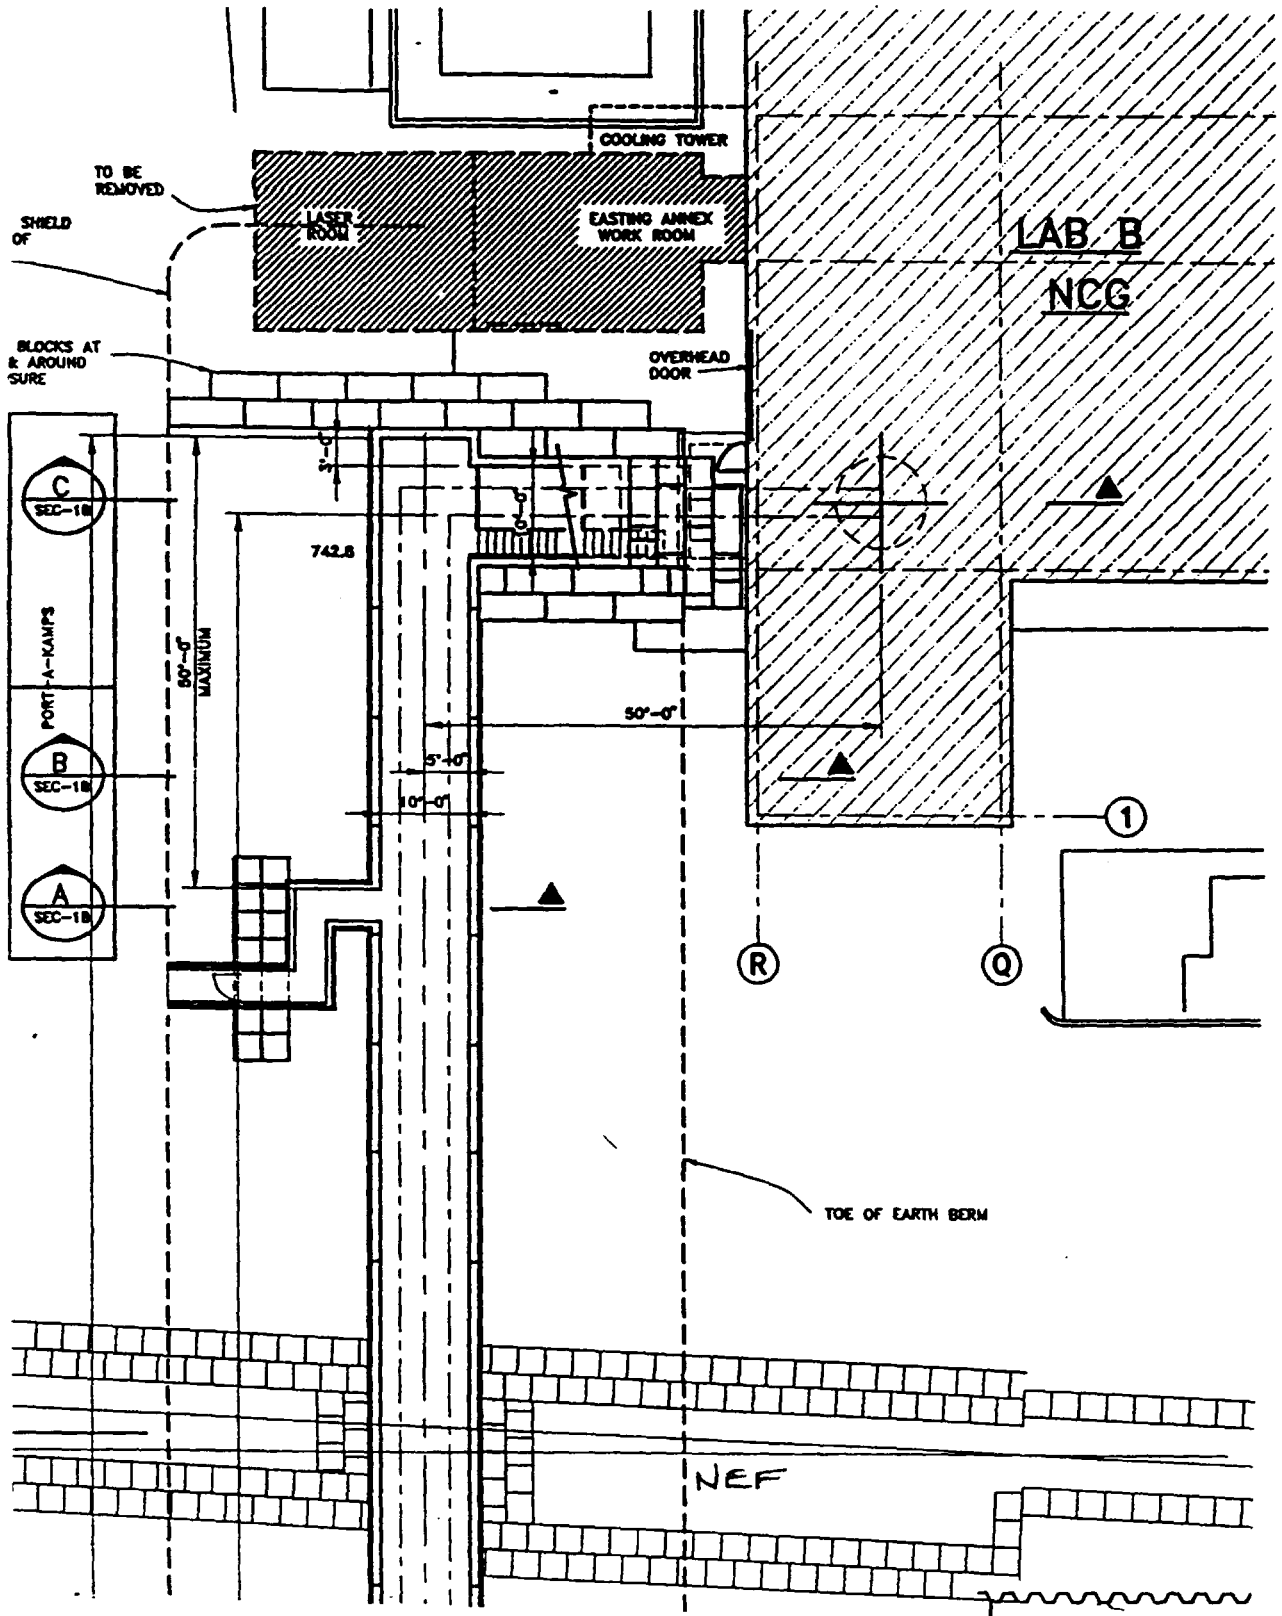 COOLING TOWER
TO BE
REMOVED
SHIELD
OF
LASER
ROOM
EASTING ANNEX
WORK ROOM
LAB B
NCG
BLOCKS AT
& AROUND
SURE
OVERHEAD
DOOR
C
SEC-1B
3'-0"
742.8
PORT-A-KAMPS
MAXIMUM
50'-0"
B
SEC-1B
5'-0"
10'-0"
1
A
SEC-1B
R
Q
TOE OF EARTH BERM
NEF